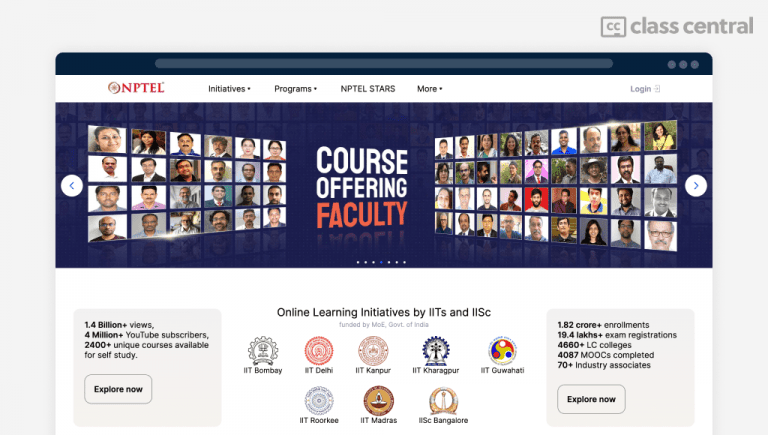 cc class central
NPTEL
Initiatives
Programs
NPTEL STARS
More
Login
COURSE
OFFERING
FACULTY
Online Learning Initiatives by IITs and IISc
funded by MoE, Govt. of India
1.4 Billion+ views,
4 Million+ YouTube subscribers,
2400+ unique courses available
for self study.
Explore now
IIT Bombay
IIT Delhi
IIT Kanpur
IIT Kharagpur
IIT Guwahati
IIT Roorkee
IIT Madras
IISc Bangalore
1.82 crore+ enrollments
19.4 lakhs+ exam registrations
4660+ LC colleges
4087 MOOCs completed
70+ Industry associates
Explore now